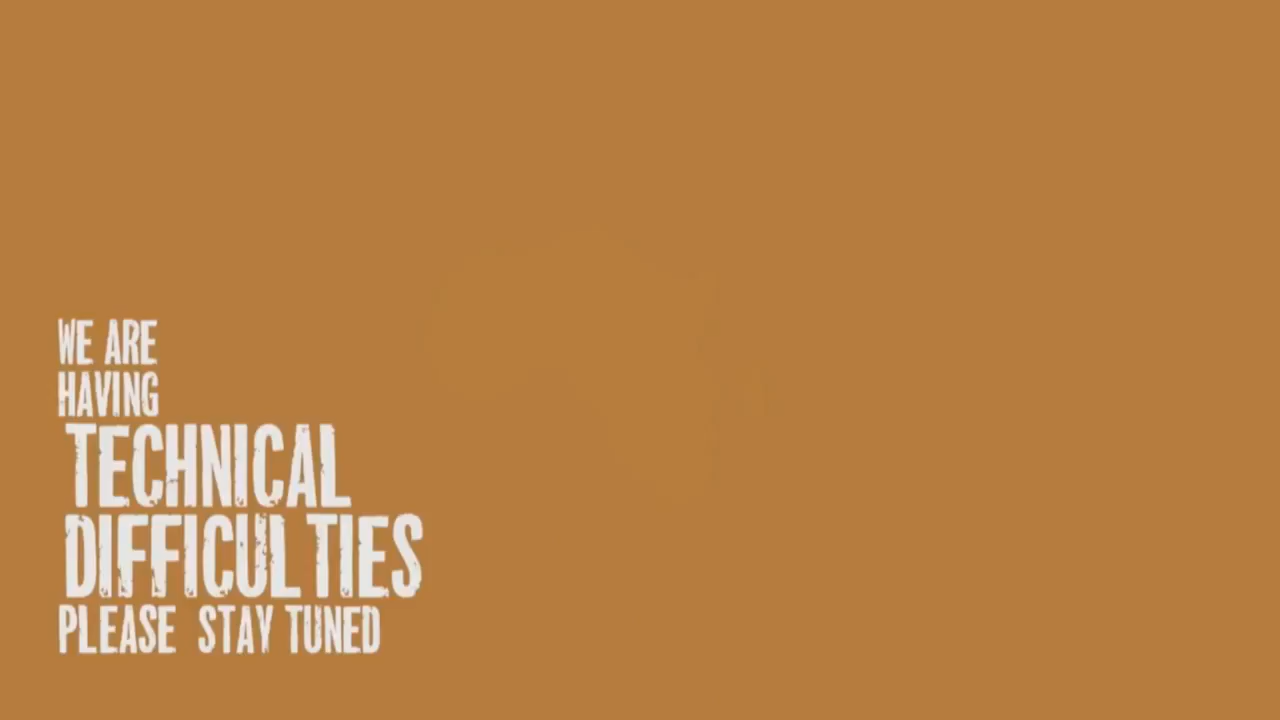 WE ARE
HAVING
TECHNICAL
DIFFICULTIES
PLEASE STAY TUNED